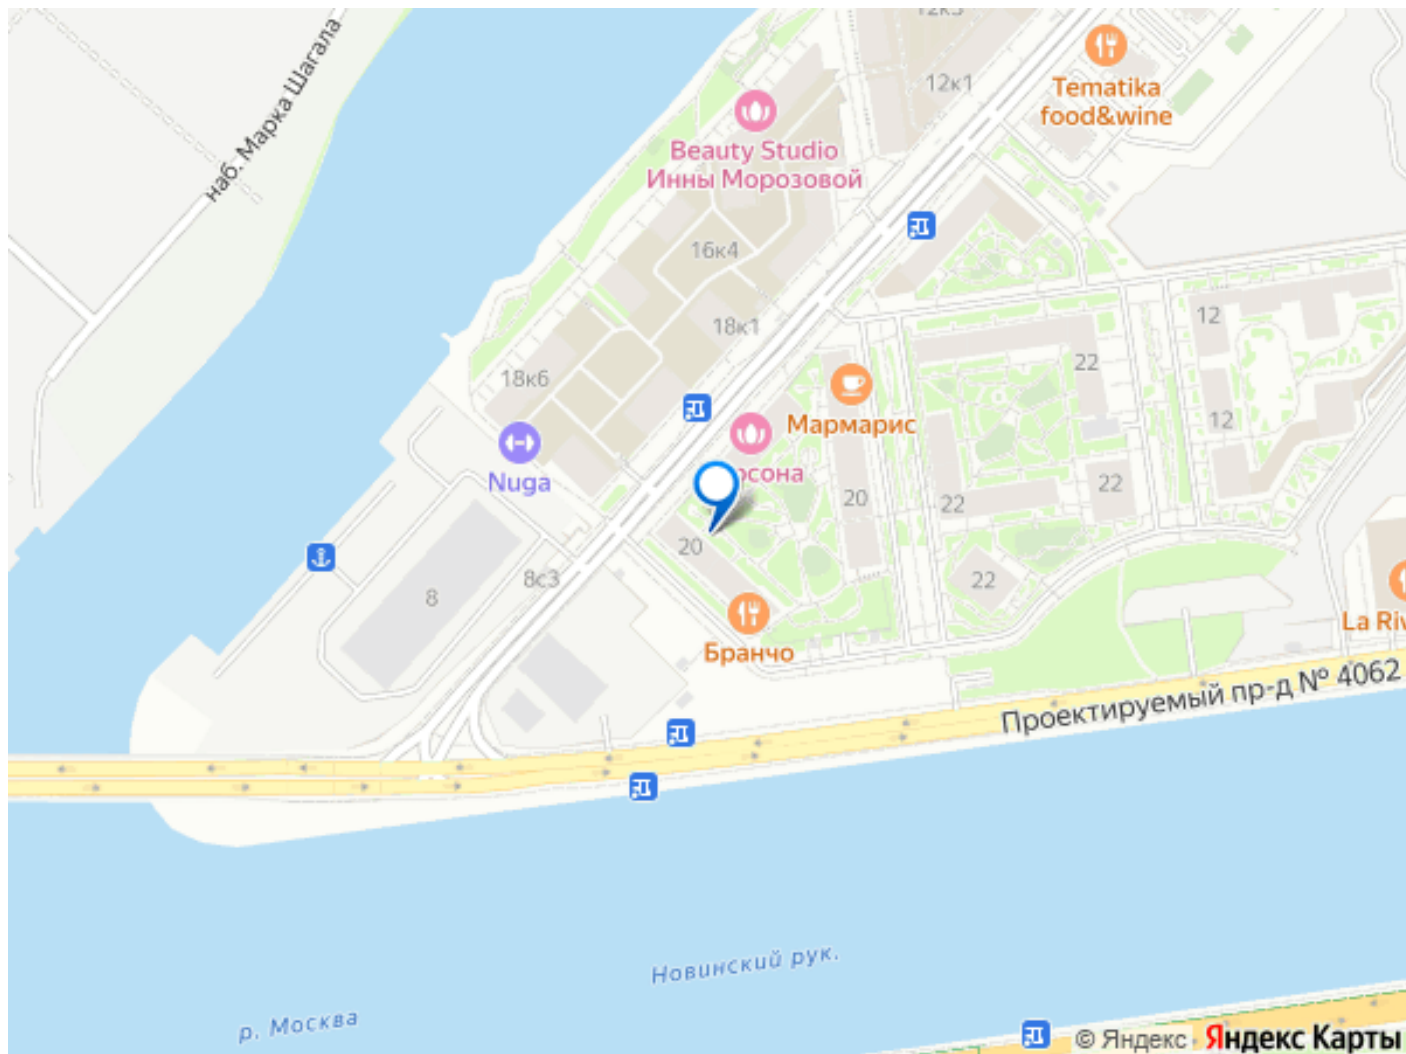 12к3
наб. Марка Шагала
12к1
Tematika
food&wine
Beauty Studio
Инны Морозовой
16к4
18к1
12
18к6
22
Мармарис
12
Nuga
20
22
22
20
8с3
8
22
Бранчо
La Riv
Проектируемый пр-д № 4062
Новинский рук.
р. Москва
© Яндекс Яндекс Карты